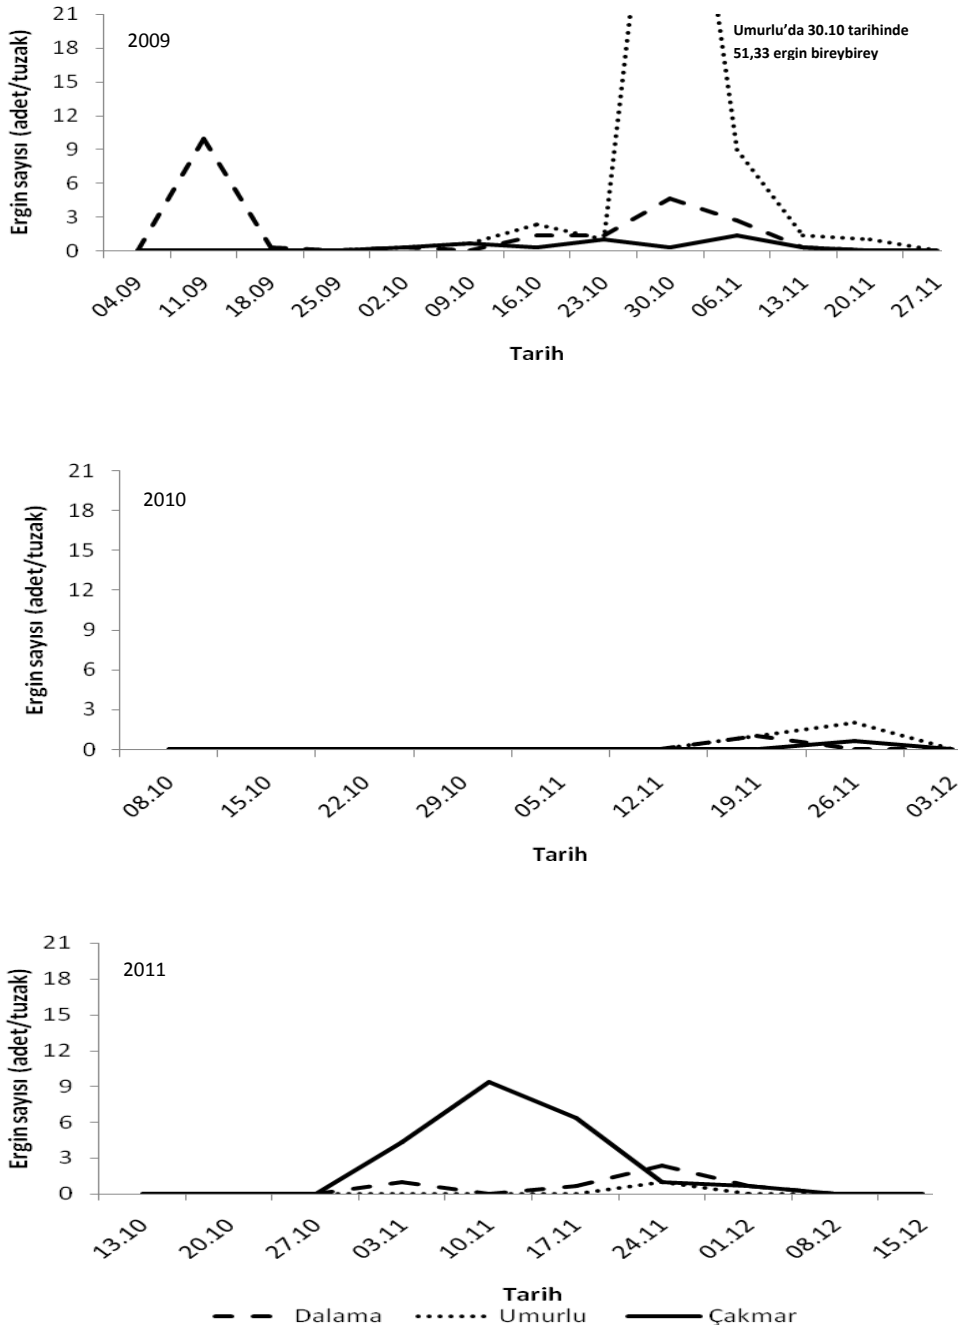 21
2009
Umurlu’da 30.10 tarihinde
51,33 ergin bireybirey
18
15
12
9
6
3
0
Ergin sayısı (adet/tuzak)
04.09 11.09 18.09 25.09 02.10 09.10 16.10 23.10 30.10 06.11 13.11 20.11 27.11
Tarih
21
2010
18
15
12
9
6
3
0
Ergin sayısı (adet/tuzak)
08.10 15.10 22.10 29.10 05.11 12.11 19.11 26.11 03.12
Tarih
21
2011
18
15
12
9
6
3
0
Ergin sayısı (adet/tuzak)
13.10 20.10 27.10 03.11 10.11 17.11 24.11 01.12 08.12 15.12
Tarih
Dalama Umurlu Çakmar